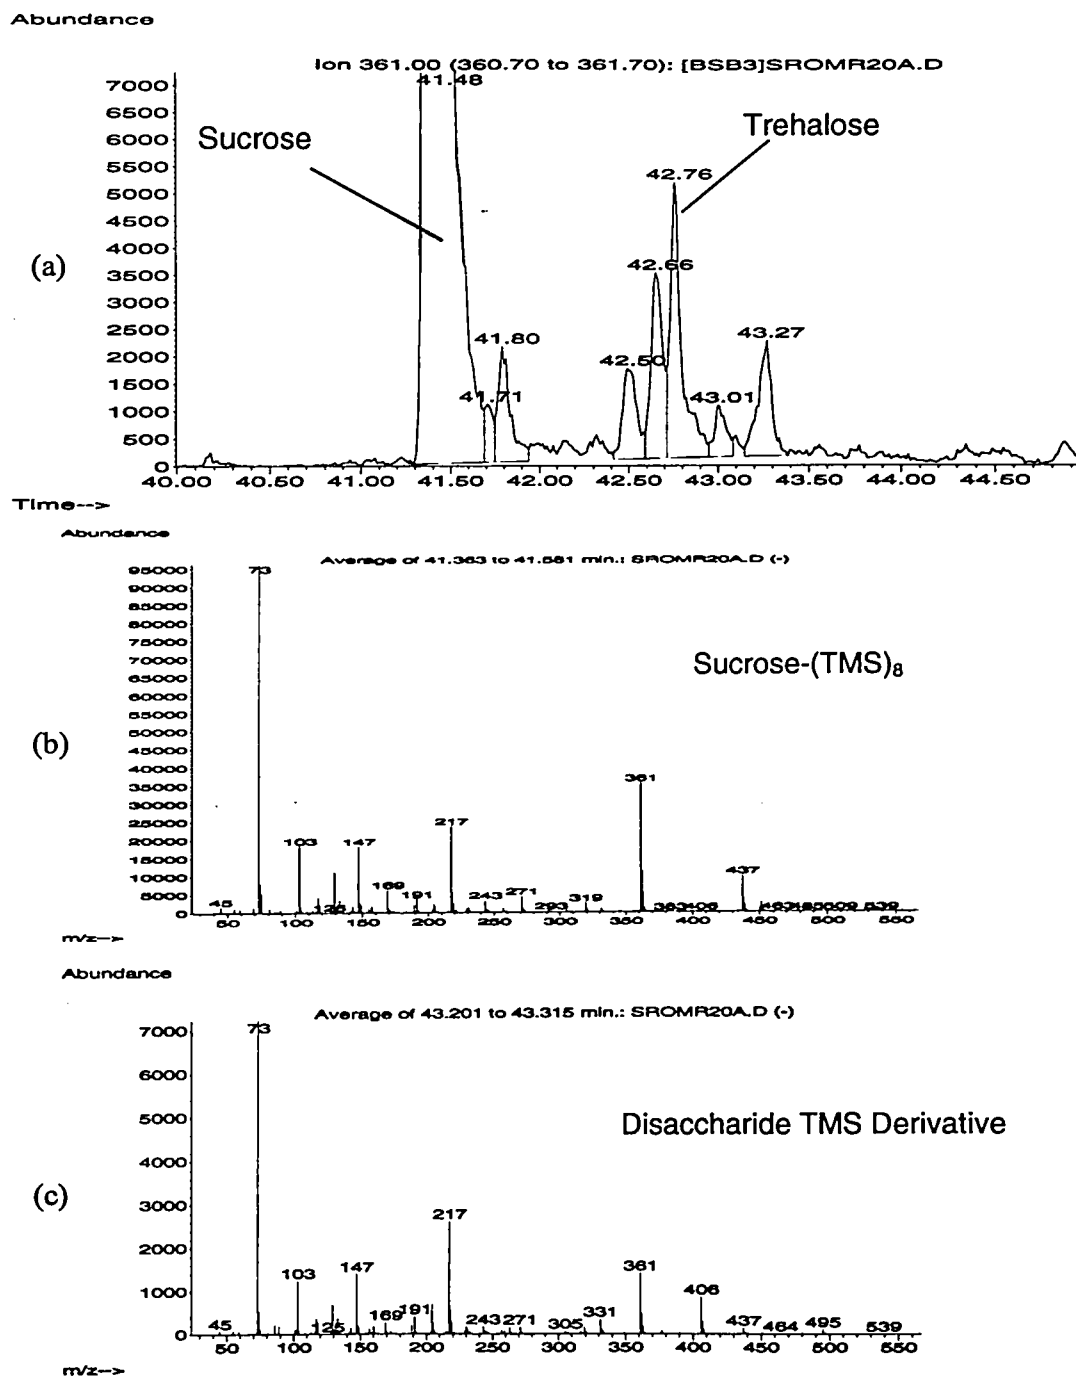 Abundance
Ion 361.00 (360.70 to 361.70): [BSB3]SROMR20A.D
7000
6500
6000
5500
5000
4500
4000
3500
3000
2500
2000
1500
1000
500
0
41.48
Sucrose
Trehalose
42.76
42.66
41.80
43.27
42.50
41.71
43.01
(a)
40.00 40.50 41.00 41.50 42.00 42.50 43.00 43.50 44.00 44.50
Time-->
Abundance
Average of 41.363 to 41.581 min.: SROMR20A.D (-)
95000
90000
85000
80000
75000
70000
65000
60000
55000
50000
45000
40000
35000
30000
25000
20000
15000
10000
5000
0
73
Sucrose-(TMS)8
(b)
361
217
103 147
437
169 191 243 271 319
45 293 383 406 539
50 100 150 200 250 300 350 400 450 500 550
m/z-->
Abundance
Average of 43.201 to 43.315 min.: SROMR20A.D (-)
7000
6000
5000
4000
3000
2000
1000
0
73
Disaccharide TMS Derivative
(c)
217
103 147 361
406
45 25 169 191 243 271 305 331 437 464 495 539
50 100 150 200 250 300 350 400 450 500 550
m/z-->